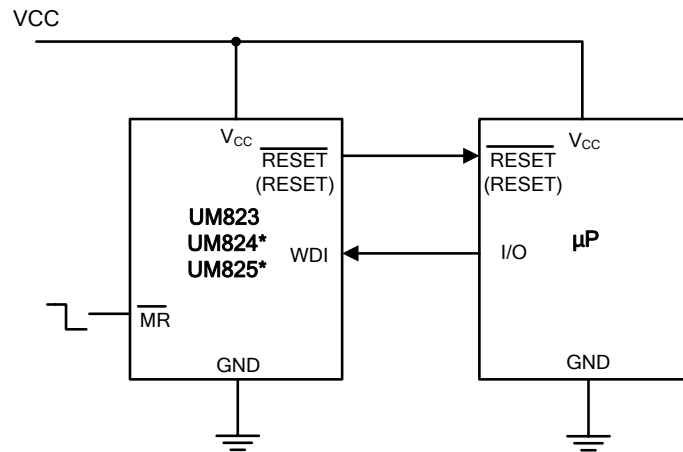 VCC
VCC
RESET
(RESET)
UM823
UM824*
UM825*
WDI
MR
GND
VCC
RESET
(RESET)
I/O
µP
GND